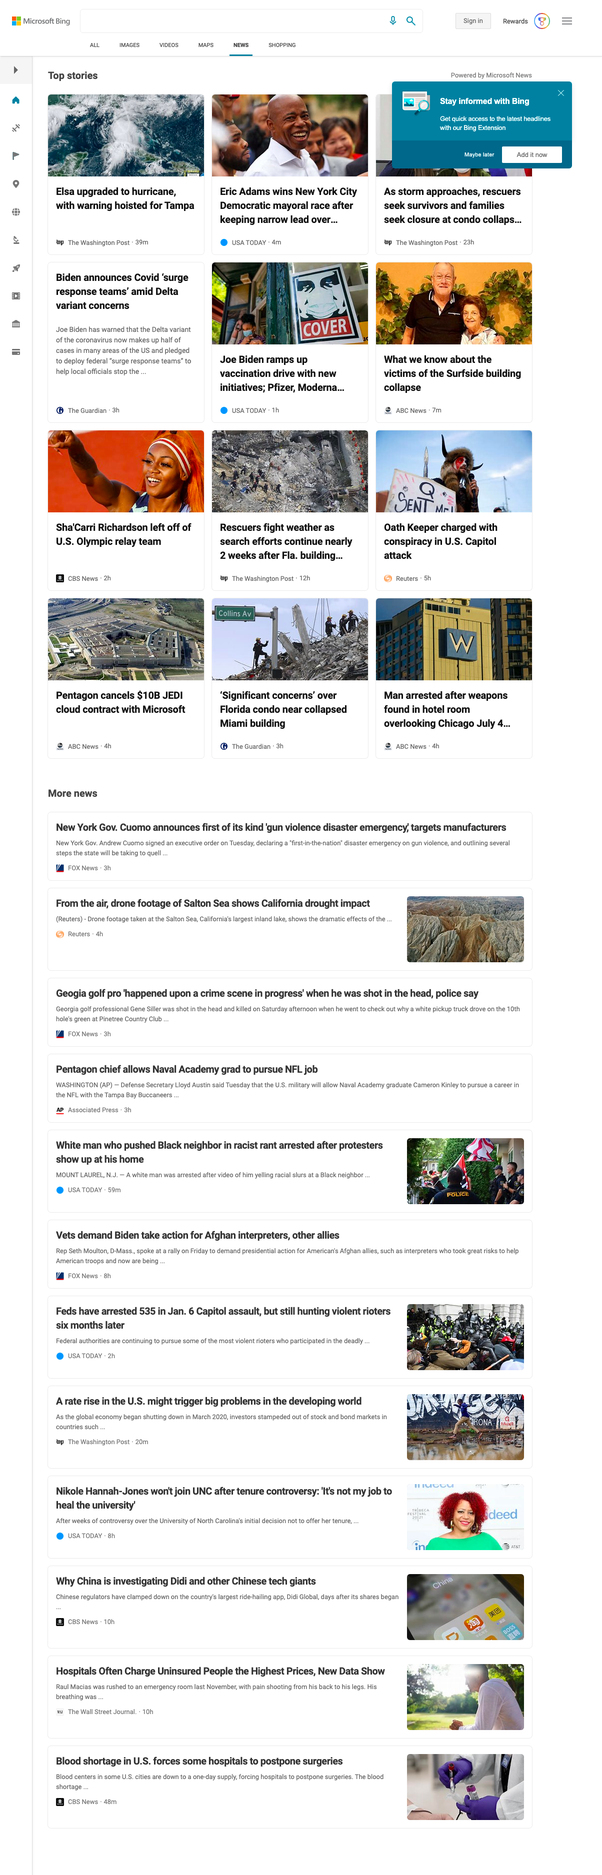 Microsoft Bing
Sign in
Rewards
ALL
IMAGES
VIDEOS
MAPS
NEWS
SHOPPING
Top stories
Powered by Microsoft News
Stay informed with Bing
Get quick access to the latest headlines
with our Bing Extension
Maybe later
Add it now
Elsa upgraded to hurricane,
with warning hoisted for Tampa
The Washington Post · 39m
Eric Adams wins New York City
Democratic mayoral race after
keeping narrow lead over...
USA TODAY · 4m
As storm approaches, rescuers
seek survivors and families
seek closure at condo collaps...
The Washington Post · 23h
Biden announces Covid ‘surge
response teams’ amid Delta
variant concerns
Joe Biden has warned that the Delta variant
of the coronavirus now makes up half of
cases in many areas of the US and pledged
to deploy federal “surge response teams” to
help local officials stop the ...
The Guardian · 3h
COVER
Joe Biden ramps up
vaccination drive with new
initiatives; Pfizer, Moderna...
USA TODAY · 1h
What we know about the
victims of the Surfside building
collapse
ABC News · 7m
Sha'Carri Richardson left off of
U.S. Olympic relay team
CBS News · 2h
Rescuers fight weather as
search efforts continue nearly
2 weeks after Fla. building...
The Washington Post · 12h
Q
SENT ME!
Oath Keeper charged with
conspiracy in U.S. Capitol
attack
Reuters · 5h
Pentagon cancels $10B JEDI
cloud contract with Microsoft
ABC News · 4h
Collins Av
‘Significant concerns’ over
Florida condo near collapsed
Miami building
The Guardian · 3h
W
Man arrested after weapons
found in hotel room
overlooking Chicago July 4...
ABC News · 4h
More news
New York Gov. Cuomo announces first of its kind 'gun violence disaster emergency,' targets manufacturers
New York Gov. Andrew Cuomo signed an executive order on Tuesday, declaring a "first-in-the-nation" disaster emergency on gun violence, and outlining several
steps the state will be taking to quell ...
FOX News · 3h
From the air, drone footage of Salton Sea shows California drought impact
(Reuters) - Drone footage taken at the Salton Sea, California's largest inland lake, shows the dramatic effects of the ...
Reuters · 4h
Georgia golf pro 'happened upon a crime scene in progress' when he was shot in the head, police say
Georgia golf professional Gene Siller was shot in the head and killed on Saturday afternoon when he went to check out why a white pickup truck drove on the 10th
hole's green at Pinetree Country Club ...
FOX News · 3h
Pentagon chief allows Naval Academy grad to pursue NFL job
WASHINGTON (AP) — Defense Secretary Lloyd Austin said Tuesday that the U.S. military will allow Naval Academy graduate Cameron Kinley to pursue a career in
the NFL with the Tampa Bay Buccaneers ...
AP Associated Press · 3h
White man who pushed Black neighbor in racist rant arrested after protesters
show up at his home
MOUNT LAUREL, N.J. — A white man was arrested after video of him yelling racial slurs at a Black neighbor ...
USA TODAY · 59m
POLICE
Vets demand Biden take action for Afghan interpreters, other allies
Rep Seth Moulton, D-Mass., spoke at a rally on Friday to demand presidential action for American's Afghan allies, such as interpreters who took great risks to help
American troops and now are being ...
FOX News · 8h
Feds have arrested 535 in Jan. 6 Capitol assault, but still hunting violent rioters
six months later
Federal authorities are continuing to pursue some of the most violent rioters who participated in the deadly ...
USA TODAY · 2h
A rate rise in the U.S. might trigger big problems in the developing world
As the global economy began shutting down in March 2020, investors stampeded out of stock and bond markets in
countries such ...
The Washington Post · 20m
Nikole Hannah-Jones won't join UNC after tenure controversy: 'It's not my job to
heal the university'
After weeks of controversy over the University of North Carolina's initial decision not to offer her tenure, ...
USA TODAY · 8h
indeed
deed
AT&T
Why China is investigating Didi and other Chinese tech giants
Chinese regulators have clamped down on the country's largest ride-hailing app, Didi Global, days after its shares began
...
CBS News · 10h
China
Hospitals Often Charge Uninsured People the Highest Prices, New Data Show
Raul Macias was rushed to an emergency room last November, with pain shooting from his back to his legs. His
breathing was ...
The Wall Street Journal. · 10h
Blood shortage in U.S. forces some hospitals to postpone surgeries
Blood centers in some U.S. cities are down to a one-day supply, forcing hospitals to postpone surgeries. The blood
shortage ...
CBS News · 48m